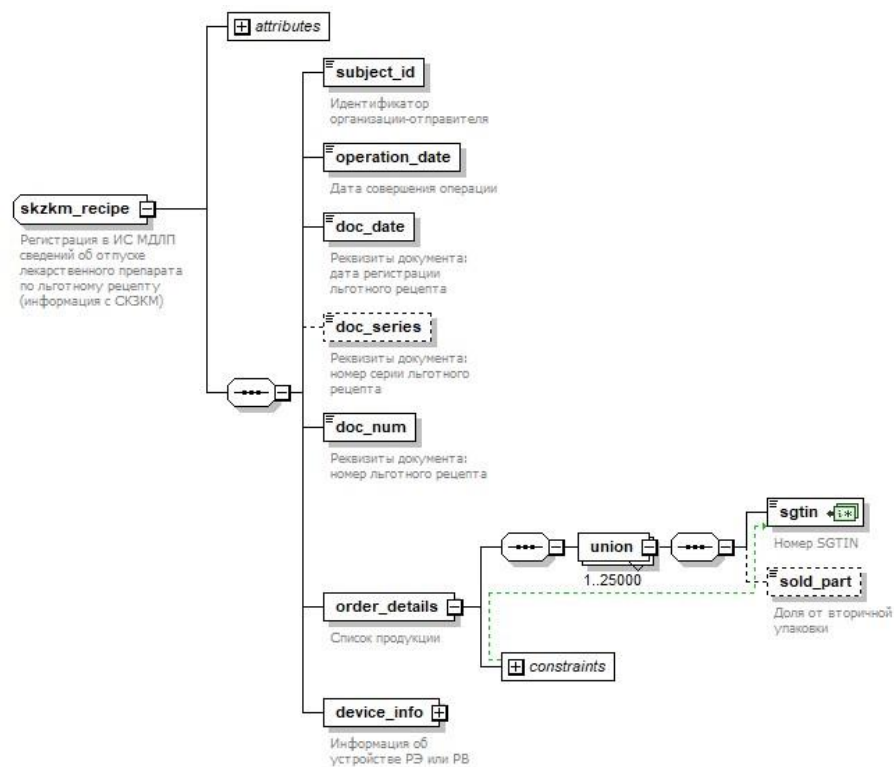 attributes
subject_id
Идентификатор
организации-отправителя
operation_date
Дата совершения операции
skzkm_recipe
Регистрация в ИС МДЛП
сведений об отпуске
лекарственного препарата
по льготному рецепту
(информация с СКЗКМ)
doc_date
Реквизиты документа:
дата регистрации
льготного рецепта
doc_series
Реквизиты документа:
номер серии льготного
рецепта
doc_num
Реквизиты документа:
номер льготного рецепта
order_details
Список продукции
union
1..25000
sgtin
Номер SGTIN
sold_part
Доля от вторичной
упаковки
constraints
device_info
Информация об
устройстве РЭ или РВ